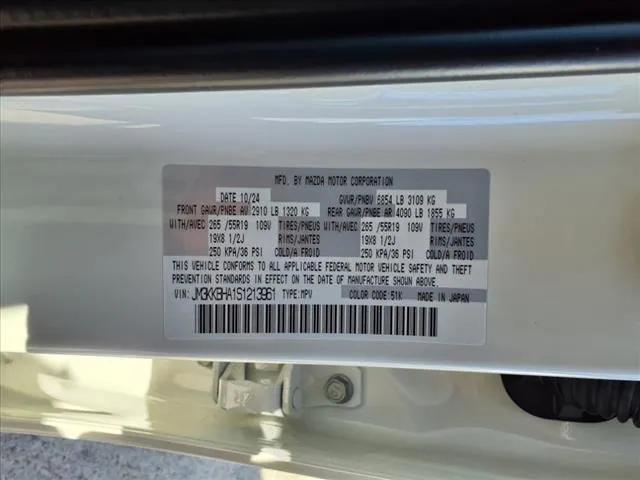 MFD. BY MAZDA MOTOR CORPORATION
DATE 10/24 GVWR/PNBV 6854 LB 3109 KG
FRONT GAWR/PNBE AV 2910 LB 1320 KG REAR GAWR/PNBE AR 4090 LB 1855 KG
WITH/AVEC 265 /55R19 109V TIRES/PNEUS WITH/AVEC 265 /55R19 109V TIRES/PNEUS
19X8 1/2J RIMS/JANTES 19X8 1/2J RIMS/JANTES
250 KPA/36 PSI COLD/A FROID 250 KPA/36 PSI COLD/A FROID
THIS VEHICLE CONFORMS TO ALL APPLICABLE FEDERAL MOTOR VEHICLE SAFETY AND THEFT
PREVENTION STANDARDS IN EFFECT ON THE DATE OF MANUFACTURE SHOWN ABOVE.
VIN: JM3KKBHA1S1213961 TYPE:MPV COLOR CODE:51K MADE IN JAPAN